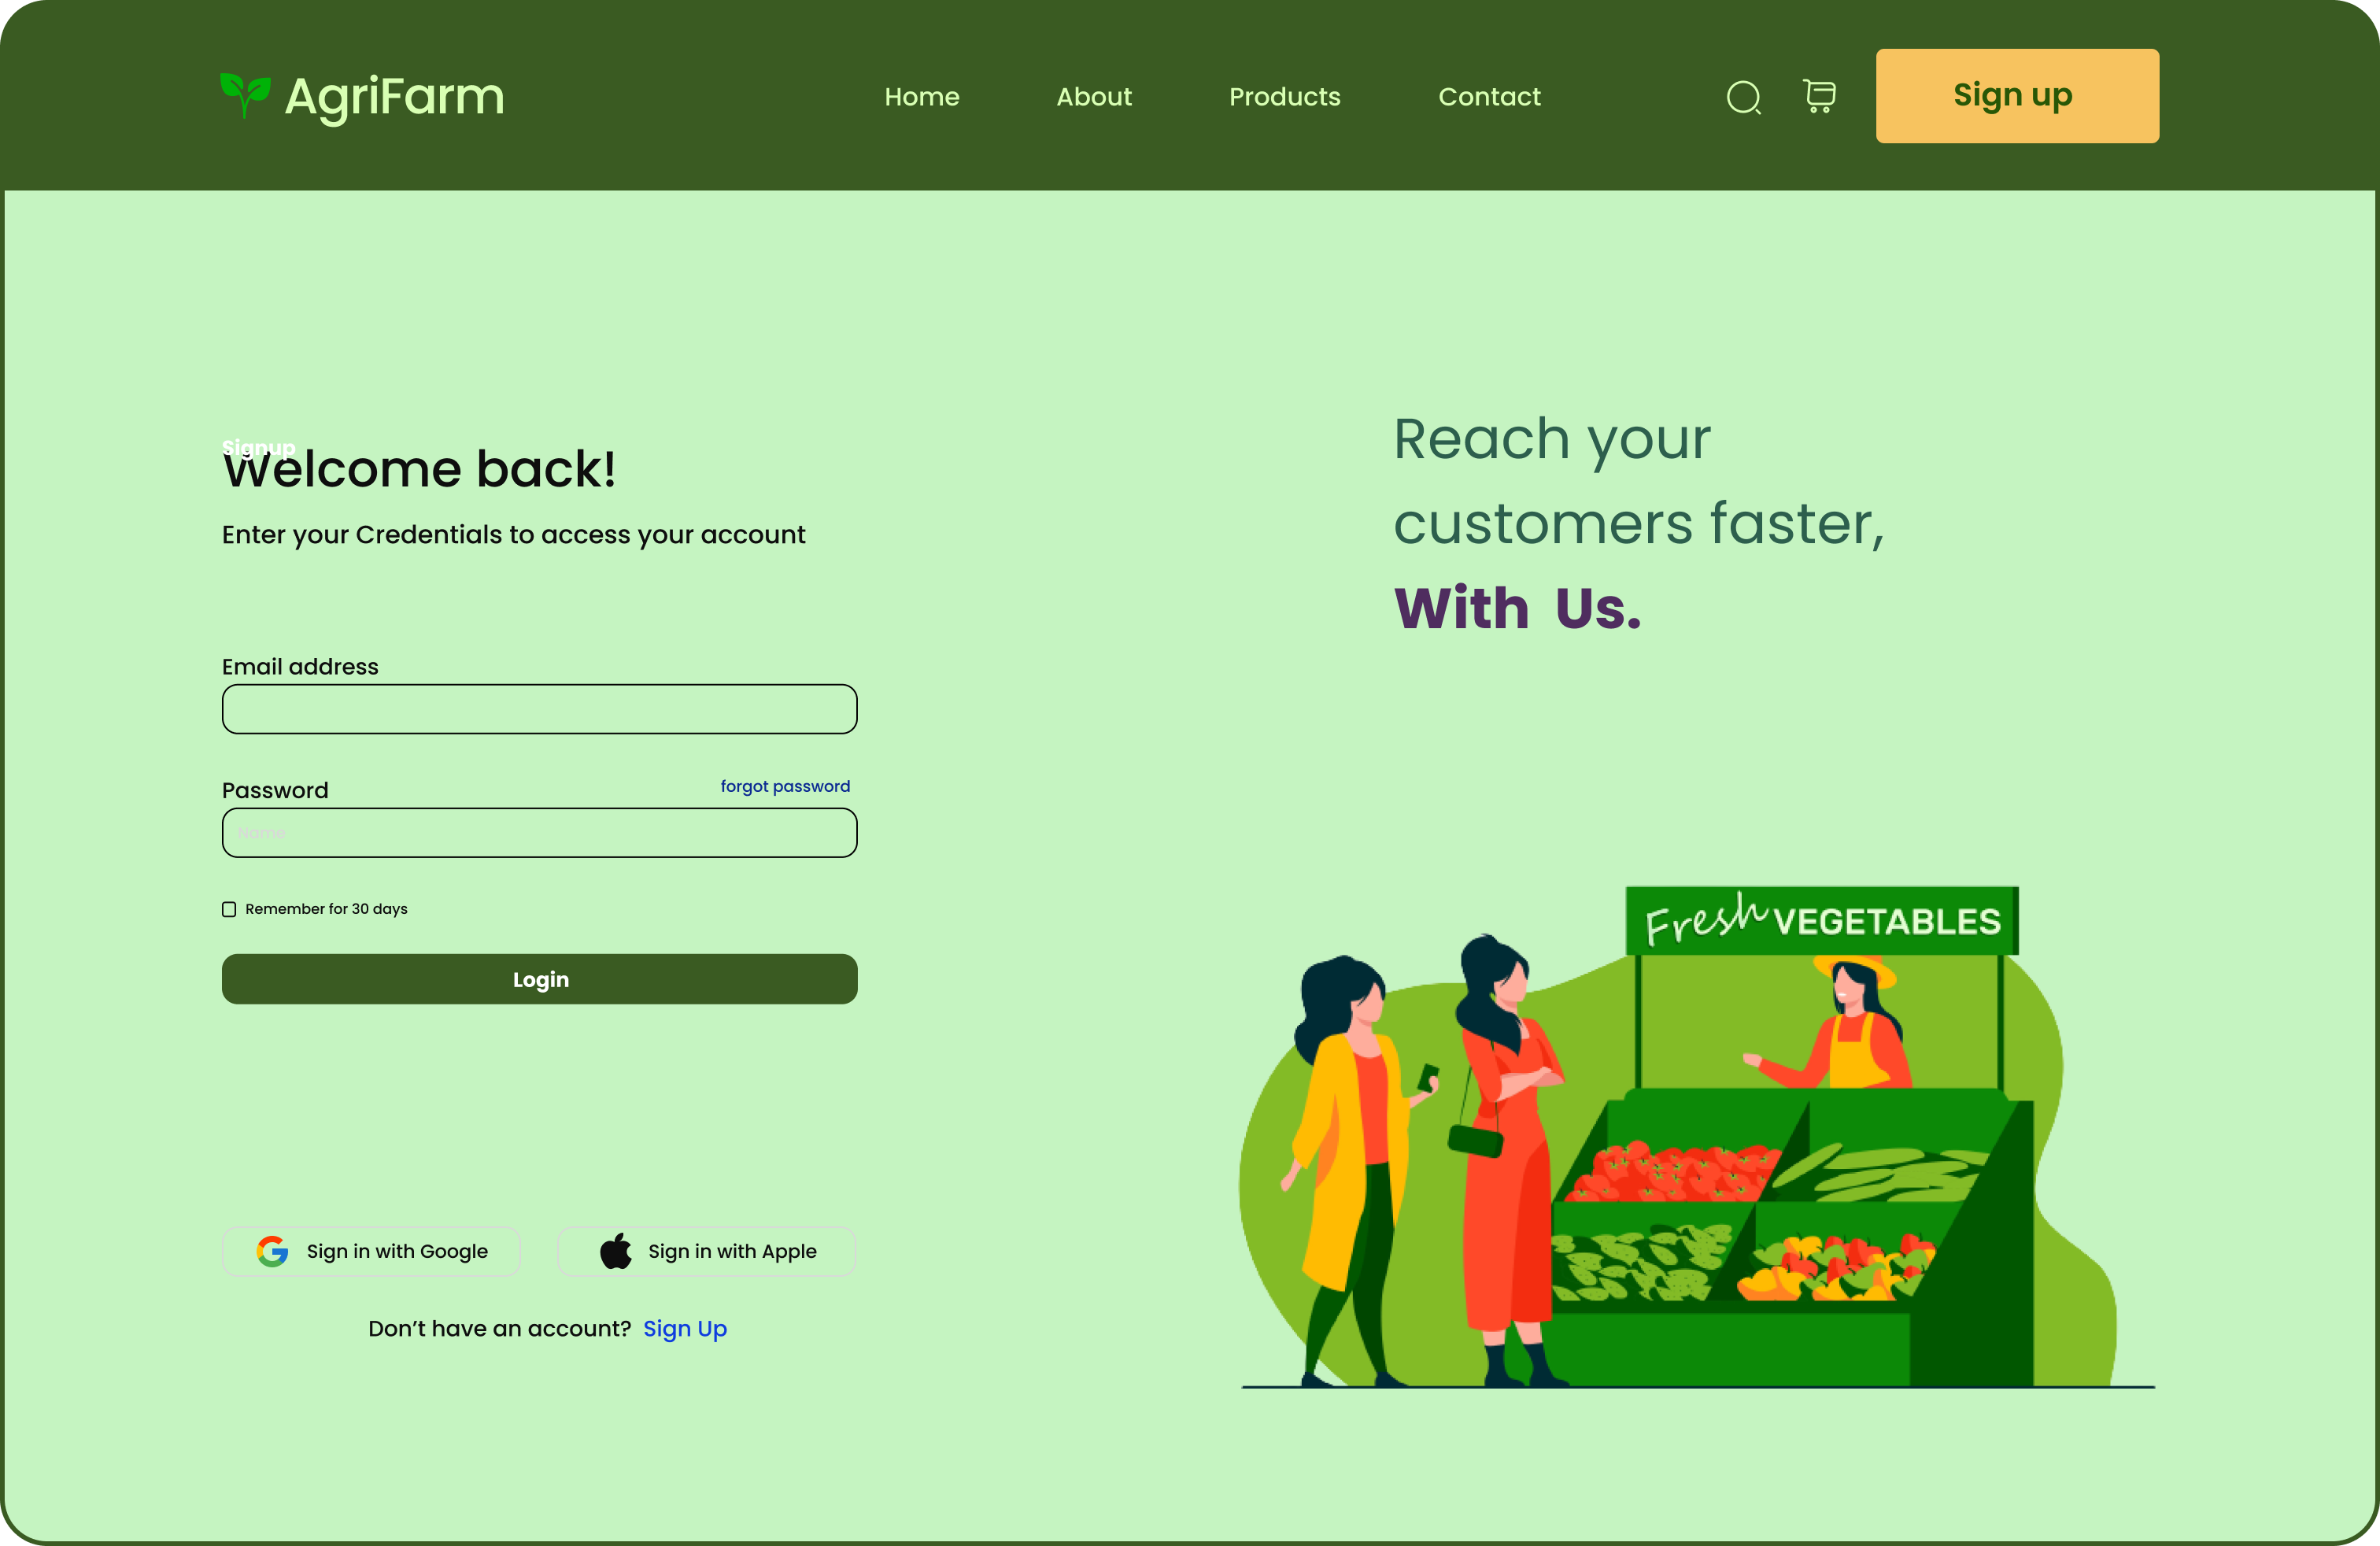 AgriFarm
Home
About
Products
Contact
Sign up
Signup
Welcome back!
Enter your Credentials to access your account
Email address
Password
forgot password
Name
Remember for 30 days
Login
Sign in with Google
Sign in with Apple
Don’t have an account? Sign Up
Reach your
customers faster,
With Us.
Fresh VEGETABLES